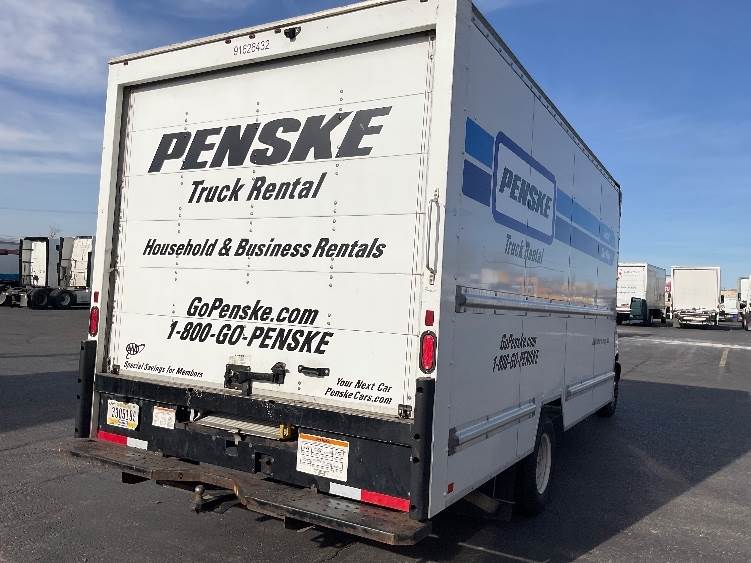 91626432
PENSKE
Truck Rental
Household & Business Rentals
GoPenske.com
1-800-GO-PENSKE
AAA
Special Savings for Members
Your Next Car
PenskeCars.com
PENSKE
Truck Rental
GoPenske.com
1-800-GO-PENSKE